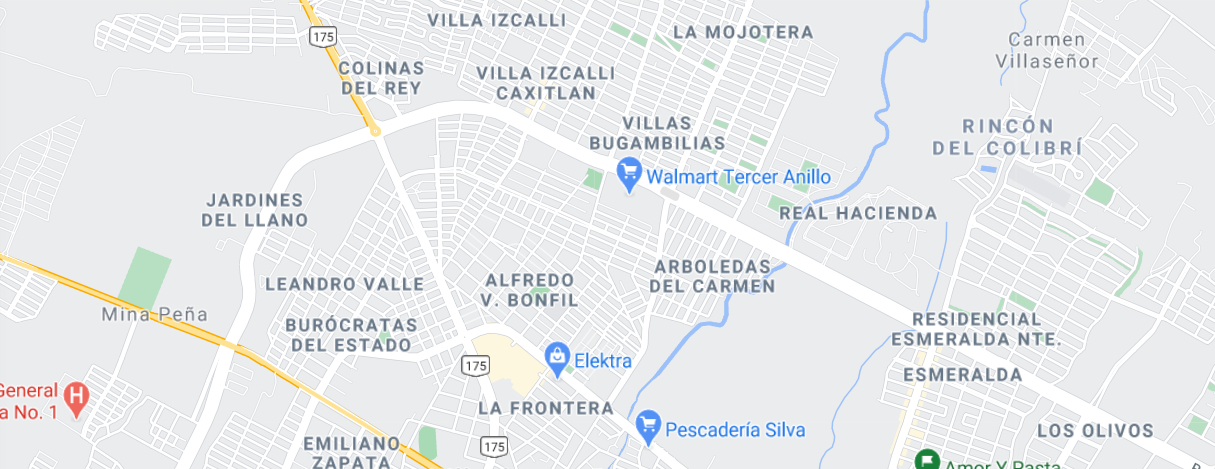 VILLA IZCALLI
LA MOJOTERA
175
Carmen
Villaseñor
COLINAS
DEL REY
VILLA IZCALLI
CAXITLAN
VILLAS
BUGAMBILIAS
RINCÓN
DEL COLIBRÍ
Walmart Tercer Anillo
JARDINES
DEL LLANO
REAL HACIENDA
LEANDRO VALLE
ALFREDO
V. BONFIL
ARBOLEDAS
DEL CARMEN
Mina Peña
BURÓCRATAS
DEL ESTADO
RESIDENCIAL
ESMERALDA NTE.
175
Elektra
ESMERALDA
General
a No. 1
H
LA FRONTERA
Pescadería Silva
LOS OLIVOS
EMILIANO
ZAPATA
175
Amor Y Pasta